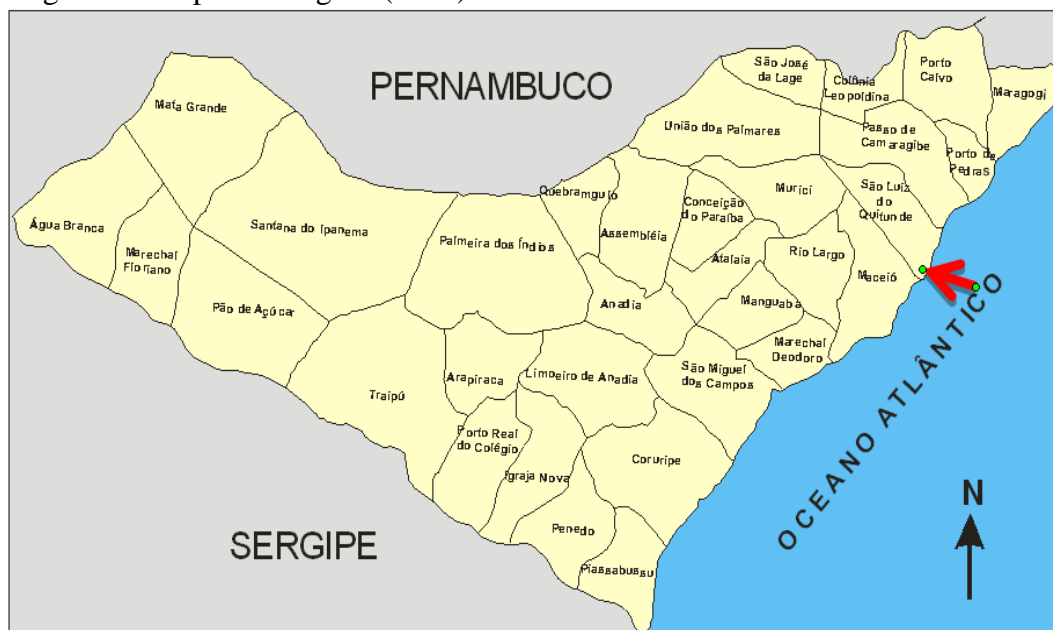 PERNAMBUCO
São José
da Lage
Colônia
Leopoldina
Porto
Calvo
Maragogi
Mata Grande
União dos Palmares
Passo de
Camaragibe
Porto de
Pedras
Quebramgulo
Conceição
do Paraíba
Murici
São Luiz
do
Quitunde
Água Branca
Marechal
Floriano
Santana do Ipanema
Palmeira dos Índios
Assembléia
Atalaia
Rio Largo
Maceió
Pão de Açúcar
Anadia
Manguaba
Marechal
Deodoro
Traipú
Arapiraca
Limoeiro de Anadia
São Miguel
dos Campos
Porto Real
do Colégio
Igraja Nova
Coruripe
OCEANO ATLÂNTICO
N
SERGIPE
Penedo
Piassabussu